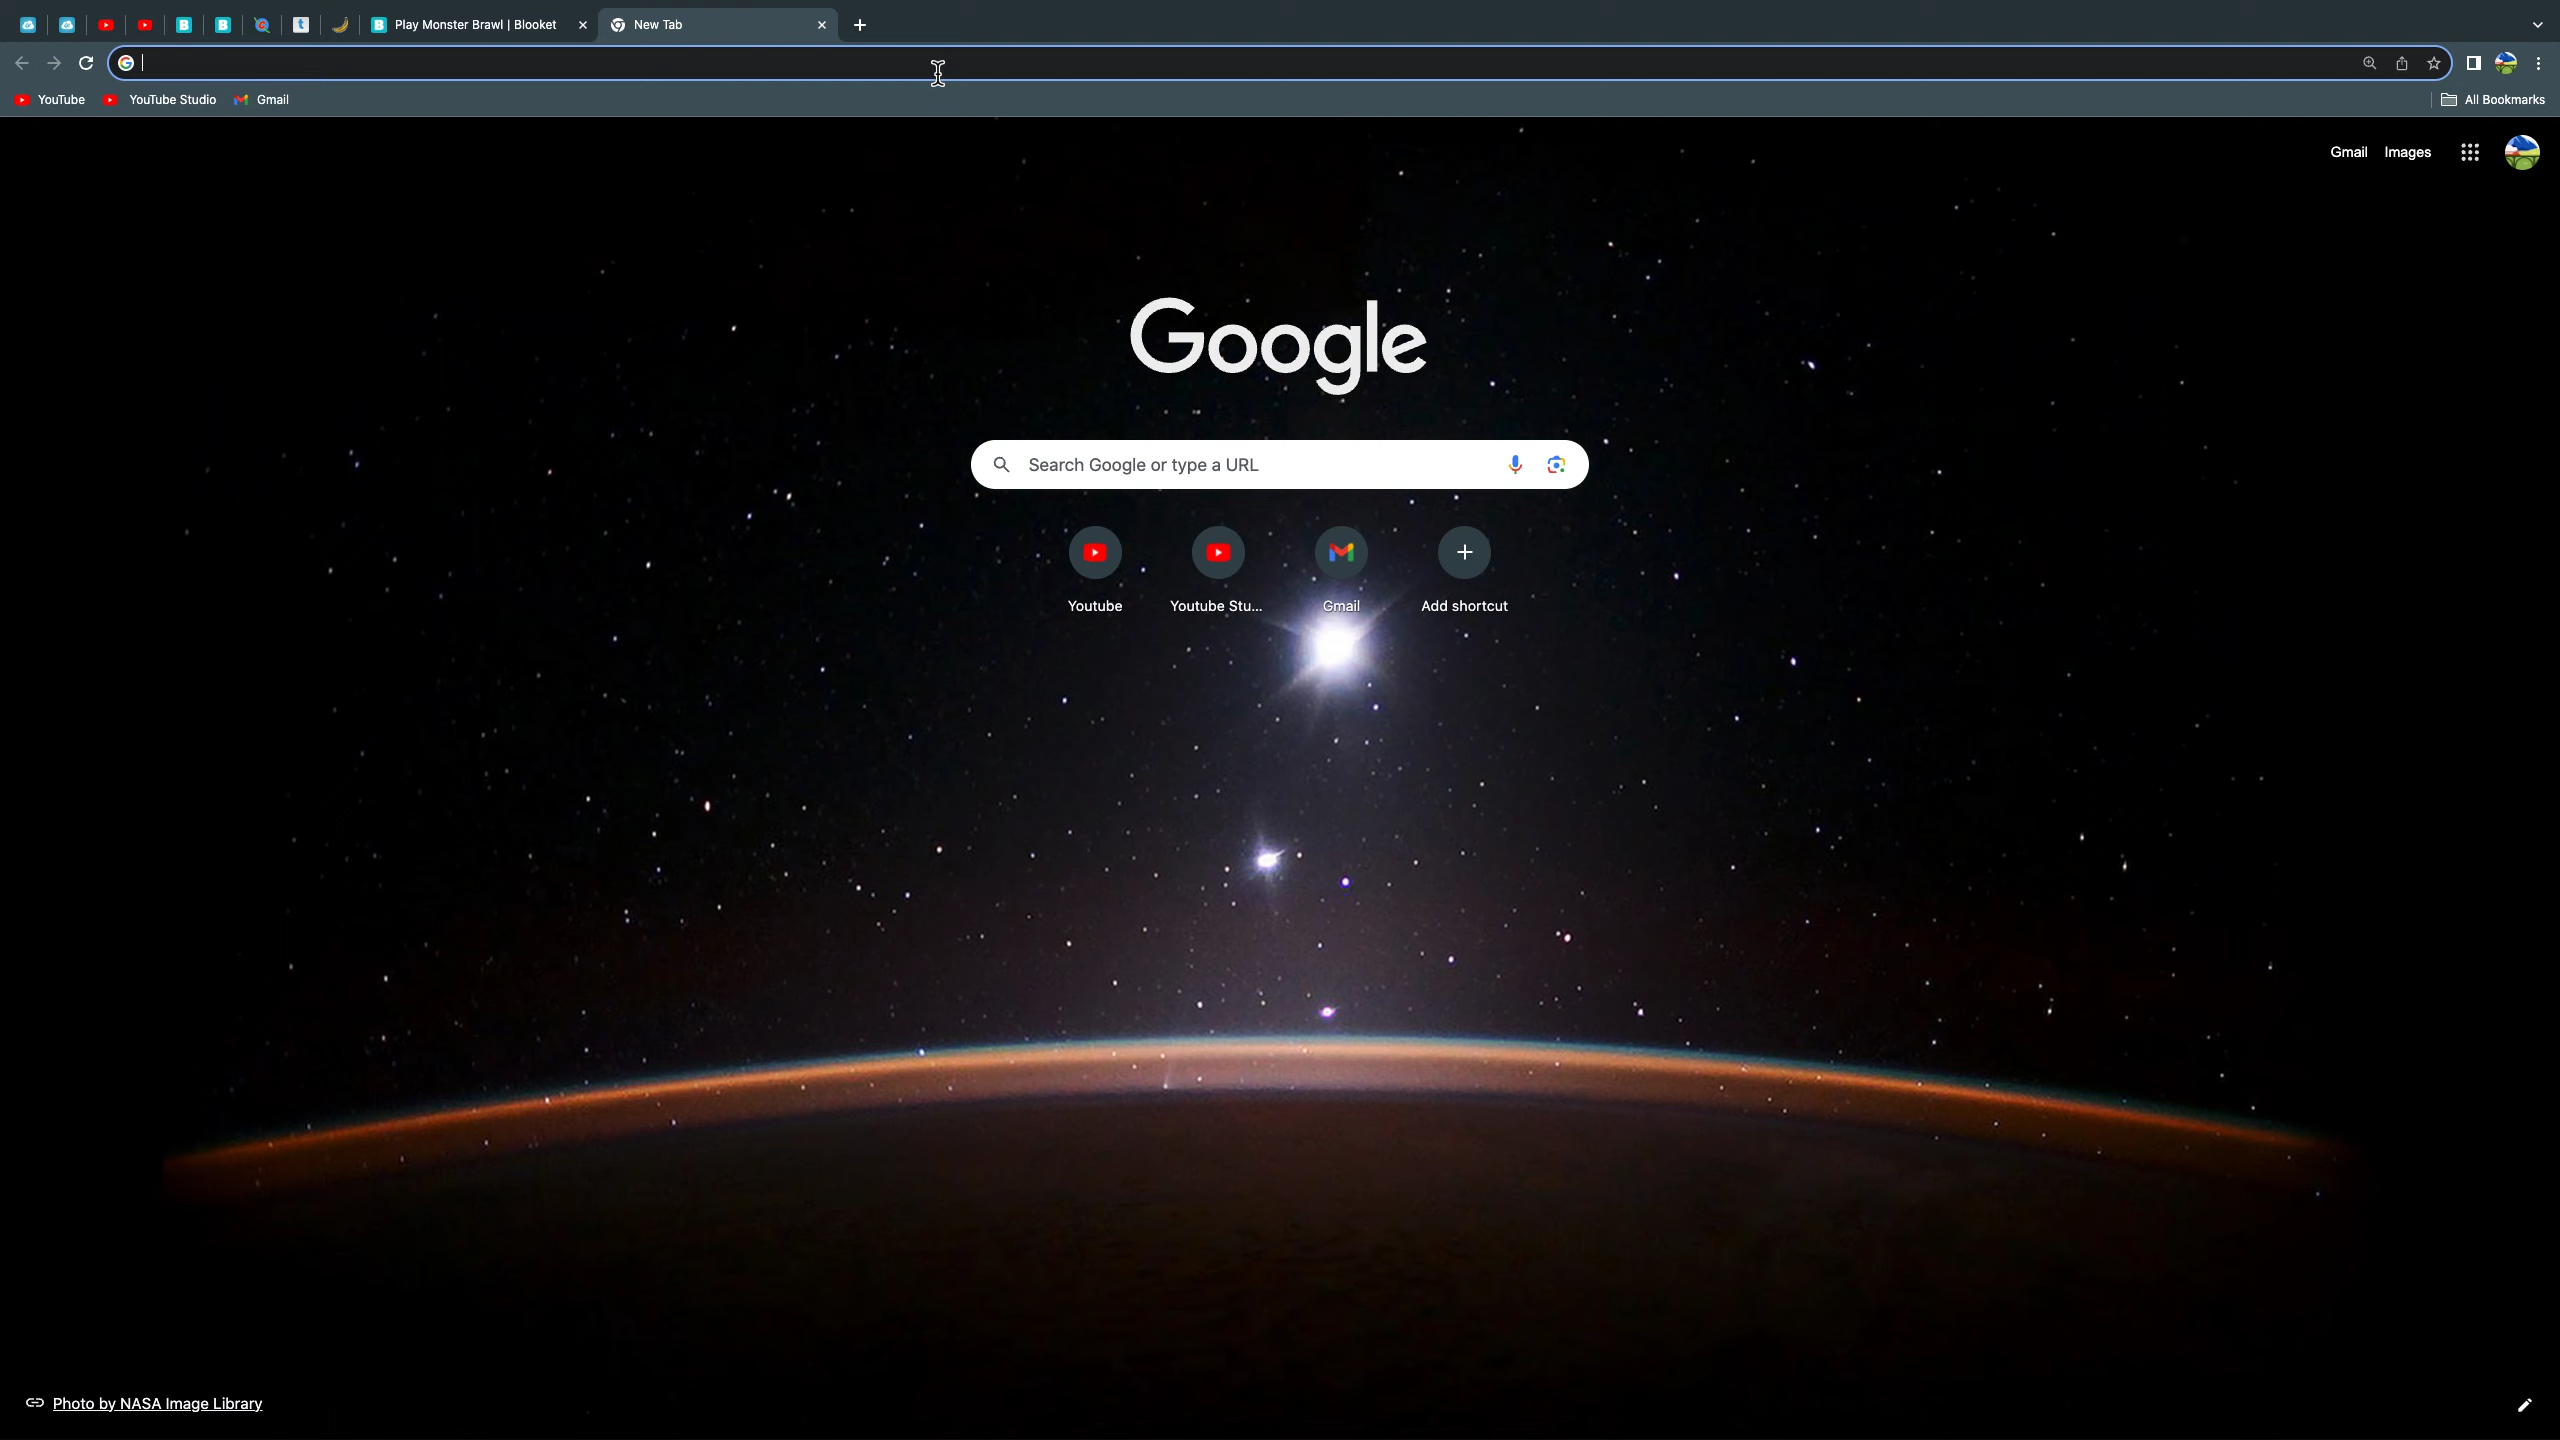 Play Monster Brawl | Blooket
New Tab
YouTube
YouTube Studio
Gmail
All Bookmarks
Gmail
Images
Google
Search Google or type a URL
Youtube
Youtube Stu...
Gmail
Add shortcut
Photo by NASA Image Library